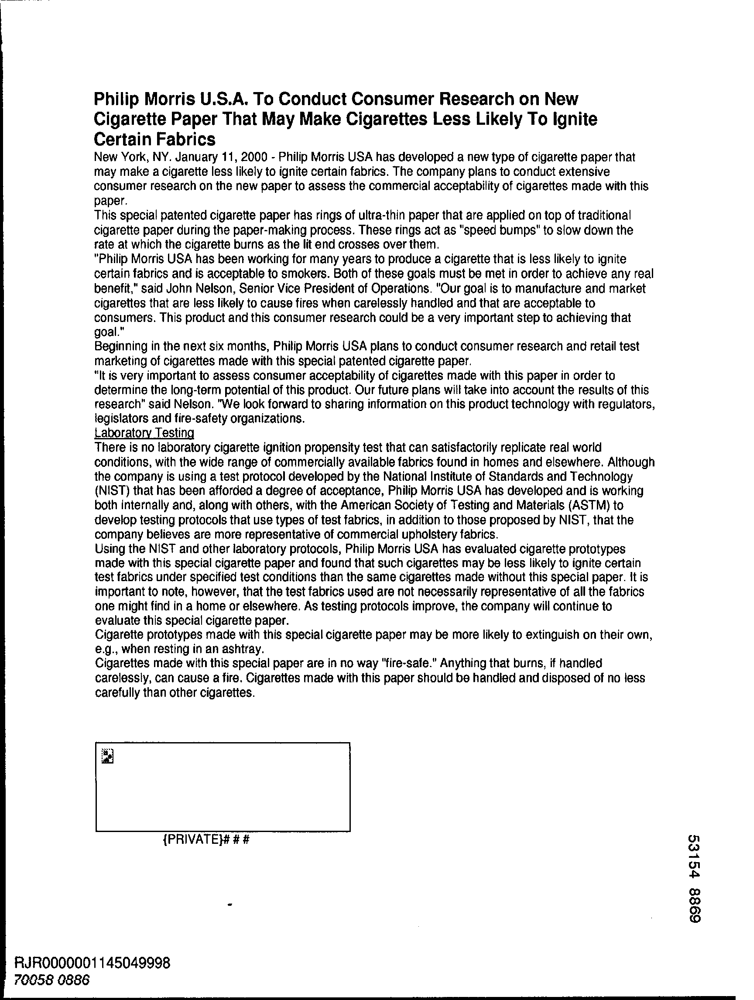 Philip Morris U.S.A. To Conduct Consumer Research on New
Cigarette Paper That May Make Cigarettes Less Likely To Ignite
Certain Fabrics
New York, NY. January 11, 2000 - Philip Morris USA has developed a new type of cigarette paper that
may make a cigarette less likely to ignite certain fabrics. The company plans to conduct extensive
consumer research on the new paper to assess the commercial acceptability of cigarettes made with this
paper.
This special patented cigarette paper has rings of ultra-thin paper that are applied on top of traditional
cigarette paper during the paper-making process. These rings act as "speed bumps" to slow down the
rate at which the cigarette burns as the lit end crosses over them.
"Philip Morris USA has been working for many years to produce a cigarette that is less likely to ignite
certain fabrics and is acceptable to smokers. Both of these goals must be met in order to achieve any real
benefit," said John Nelson, Senior Vice President of Operations. "Our goal is to manufacture and market
cigarettes that are less likely to cause fires when carelessly handled and that are acceptable to
consumers. This product and this consumer research could be a very important step to achieving that
goal."
Beginning in the next six months, Philip Morris USA plans to conduct consumer research and retail test
marketing of cigarettes made with this special patented cigarette paper.
"It is very important to assess consumer acceptability of cigarettes made with this paper in order to
determine the long-term potential of this product. Our future plans will take into account the results of this
research" said Nelson. "We look forward to sharing information on this product technology with regulators,
legislators and fire-safety organizations.
Laboratory Testing
There is no laboratory cigarette ignition propensity test that can satisfactorily replicate real world
conditions, with the wide range of commercially available fabrics found in homes and elsewhere. Although
the company is using a test protocol developed by the National Institute of Standards and Technology
(NIST) that has been afforded a degree of acceptance, Philip Morris USA has developed and is working
both internally and, along with others, with the American Society of Testing and Materials (ASTM) to
develop testing protocols that use types of test fabrics, in addition to those proposed by NIST, that the
company believes are more representative of commercial upholstery fabrics.
Using the NIST and other laboratory protocols, Philip Morris USA has evaluated cigarette prototypes
made with this special cigarette paper and found that such cigarettes may be less likely to ignite certain
test fabrics under specified test conditions than the same cigarettes made without this special paper. It is
important to note, however, that the test fabrics used are not necessarily representative of all the fabrics
one might find in a home or elsewhere. As testing protocols improve, the company will continue to
evaluate this special cigarette paper.
Cigarette prototypes made with this special cigarette paper may be more likely to extinguish on their own,
e.g., when resting in an ashtray.
Cigarettes made with this special paper are in no way "fire-safe." Anything that burns, if handled
carelessly, can cause a fire. Cigarettes made with this paper should be handled and disposed of no less
carefully than other cigarettes.
{PRIVATE}# # #
53154 8869
RJR0000001145049998
70058 0886